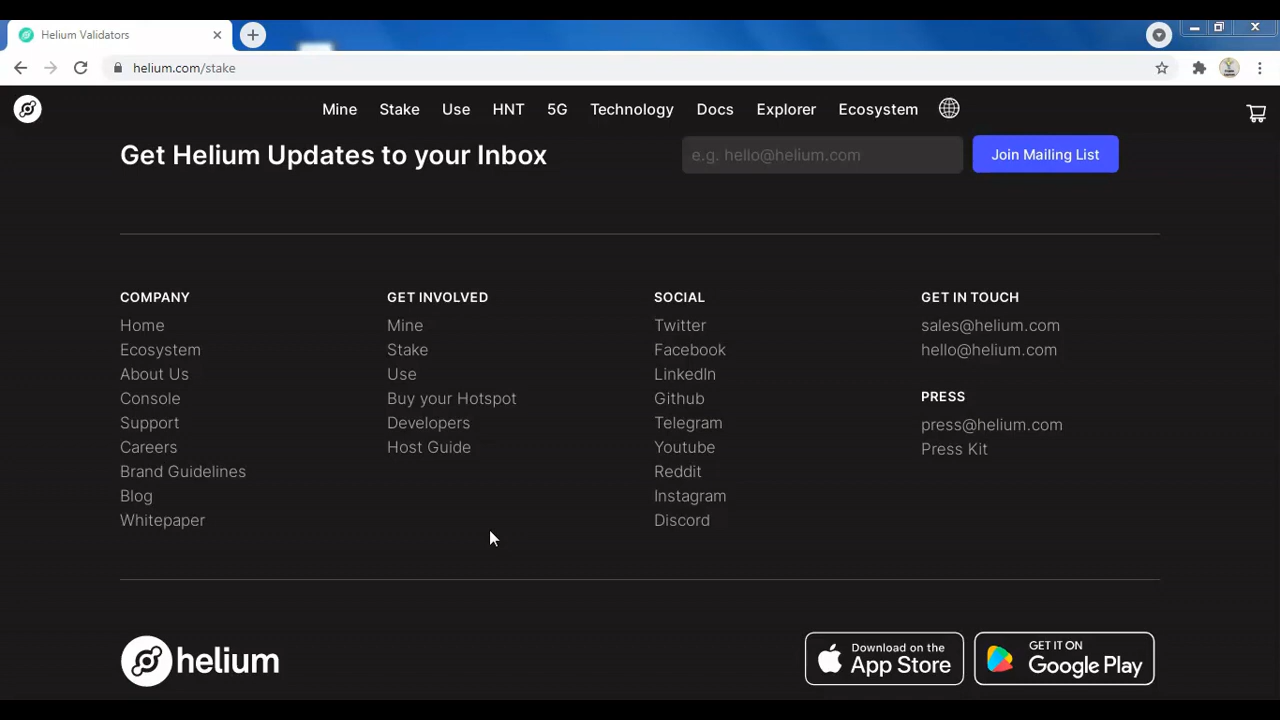 Helium Validators
helium.com/stake
Mine Stake Use HNT 5G Technology Docs Explorer Ecosystem
Get Helium Updates to your Inbox
e.g. hello@helium.com
Join Mailing List
COMPANY
Home
Ecosystem
About Us
Console
Support
Careers
Brand Guidelines
Blog
Whitepaper
GET INVOLVED
Mine
Stake
Use
Buy your Hotspot
Developers
Host Guide
SOCIAL
Twitter
Facebook
LinkedIn
Github
Telegram
Youtube
Reddit
Instagram
Discord
GET IN TOUCH
sales@helium.com
hello@helium.com
PRESS
press@helium.com
Press Kit
helium
Download on the
App Store
GET IT ON
Google Play